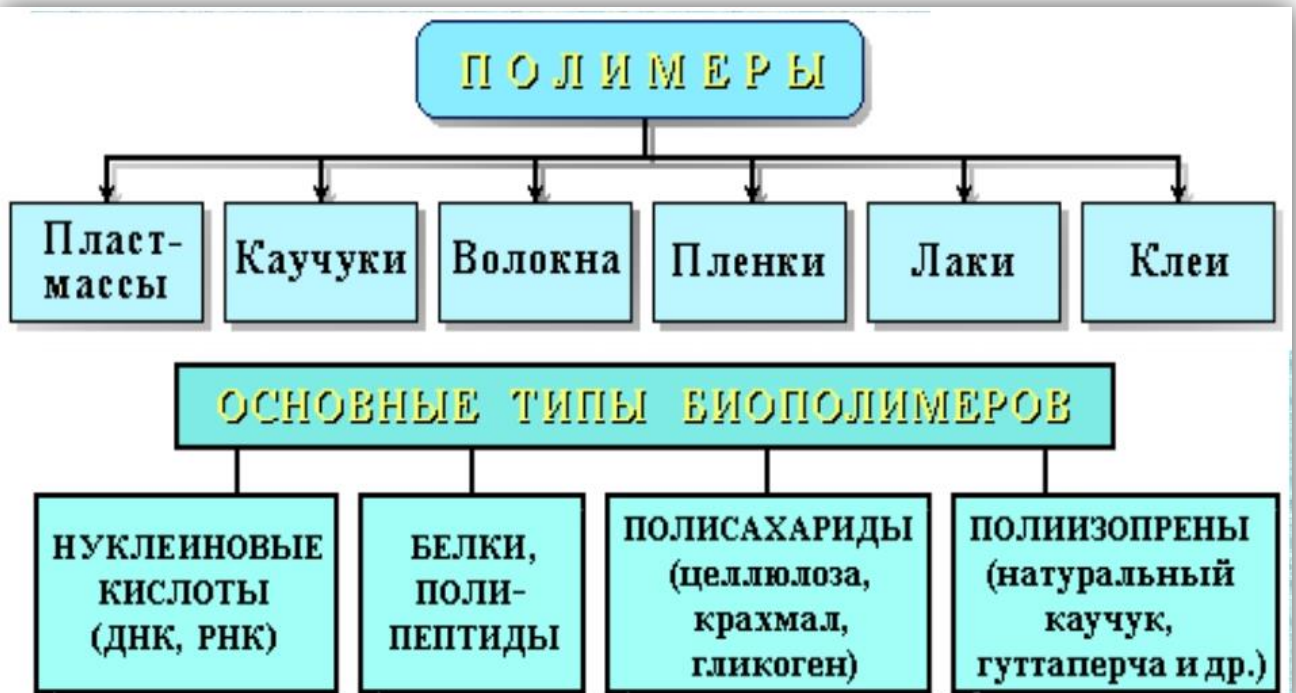 ПОЛИМЕРЫ
Пласт-
массы
Каучуки
Волокна
Пленки
Лаки
Клеи
ОСНОВНЫЕ ТИПЫ БИОПОЛИМЕРОВ
НУКЛЕИНОВЫЕ
КИСЛОТЫ
(ДНК, РНК)
БЕЛКИ,
ПОЛИ-
ПЕПТИДЫ
ПОЛИСАХАРИДЫ
(целлюлоза,
крахмал,
гликоген)
ПОЛИИЗОПРЕНЫ
(натуральный
каучук,
гуттаперча и др.)